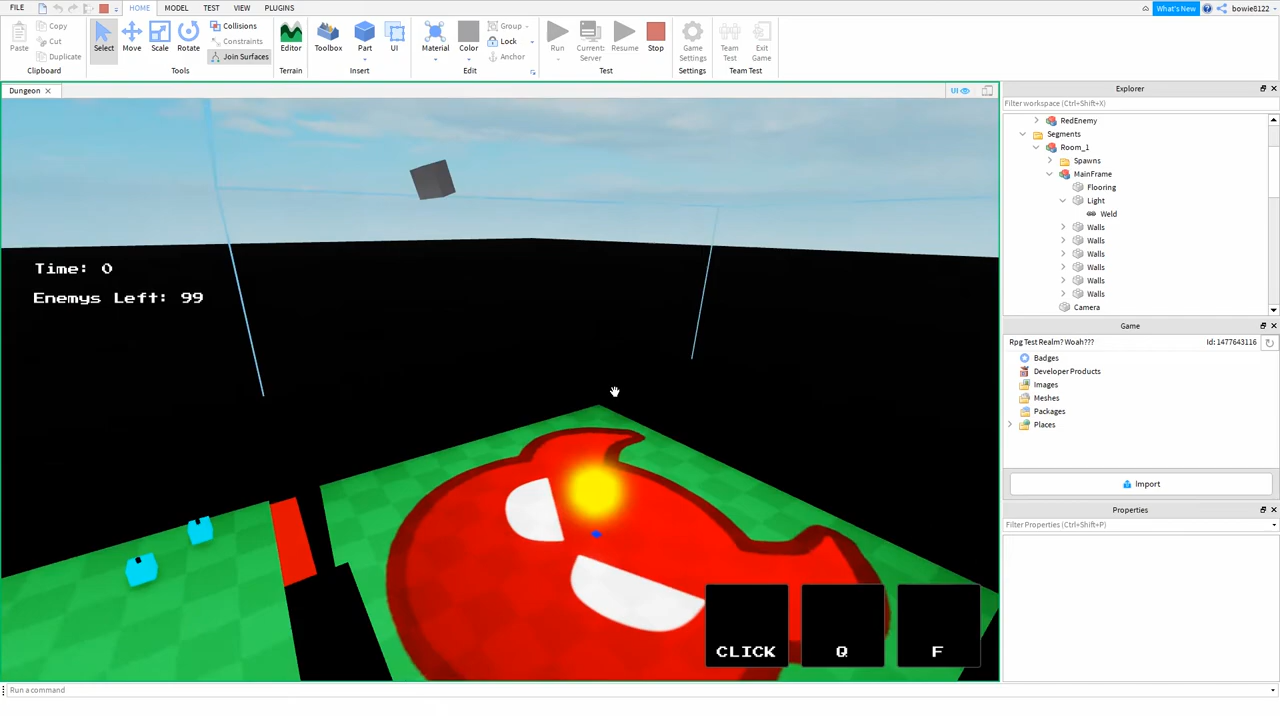 FILE HOME MODEL TEST VIEW PLUGINS What's New bowie8122
Paste Copy Cut Duplicate Clipboard
Select Move Scale Rotate Collisions Constraints Join Surfaces Tools
Editor Terrain
Toolbox Part UI Insert
Material Color Group Lock Anchor Edit
Run Current: Server Resume Stop Test
Game Settings Settings
Team Test Exit Game Team Test
Dungeon UI
Time: 0
Enemys Left: 99
CLICK Q F
Explorer
Filter workspace (Ctrl+Shift+X)
RedEnemy
Segments
Room_1
Spawns
MainFrame
Flooring
Light
Weld
Walls
Walls
Walls
Walls
Walls
Walls
Camera
Game
Rpg Test Realm? Woah??? Id: 1477643116
Badges
Developer Products
Images
Meshes
Packages
Places
Import
Properties
Filter Properties (Ctrl+Shift+P)
Run a command